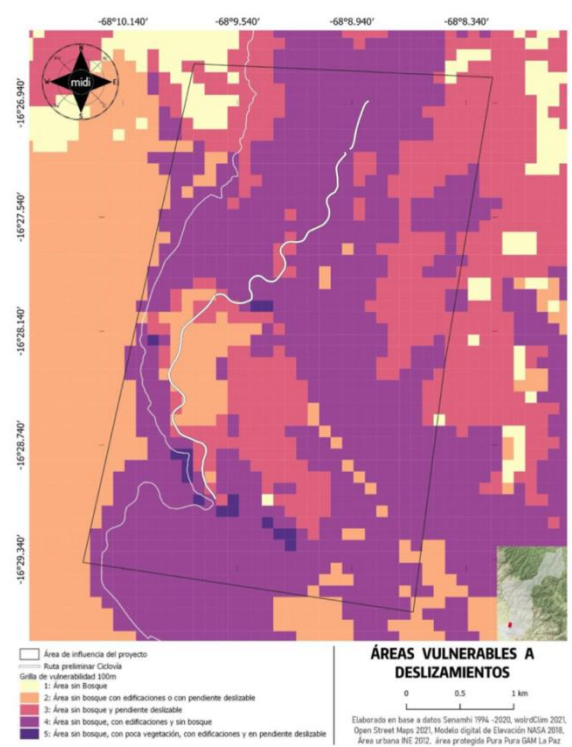 -68°10.140' -68°9.540' -68°8.940' -68°8.340'
N
W E
S
midi
-16°26.940'
-16°27.540'
-16°28.140'
-16°28.740'
-16°29.340'
Área de influencia del proyecto
Ruta preliminar Ciclovía
Grilla de vulnerabilidad 100m
1: Área sin Bosque
2: Área sin bosque con edificaciones o con pendiente deslizable
3: Área sin bosque y pendiente deslizable
4: Área sin bosque, con edificaciones y sin bosque
5: Área sin bosque, con poca vegetación, con edificaciones y en pendiente deslizable
ÁREAS VULNERABLES A
DESLIZAMIENTOS
0 0.5 1 km
Elaborado en base a datos Senamhi 1994 -2020, wolrdClim 2021,
Open Street Maps 2021, Modelo digital de Elevación NASA 2018,
Área urbana INE 2012, área protegida Pura Pura GAM La Paz